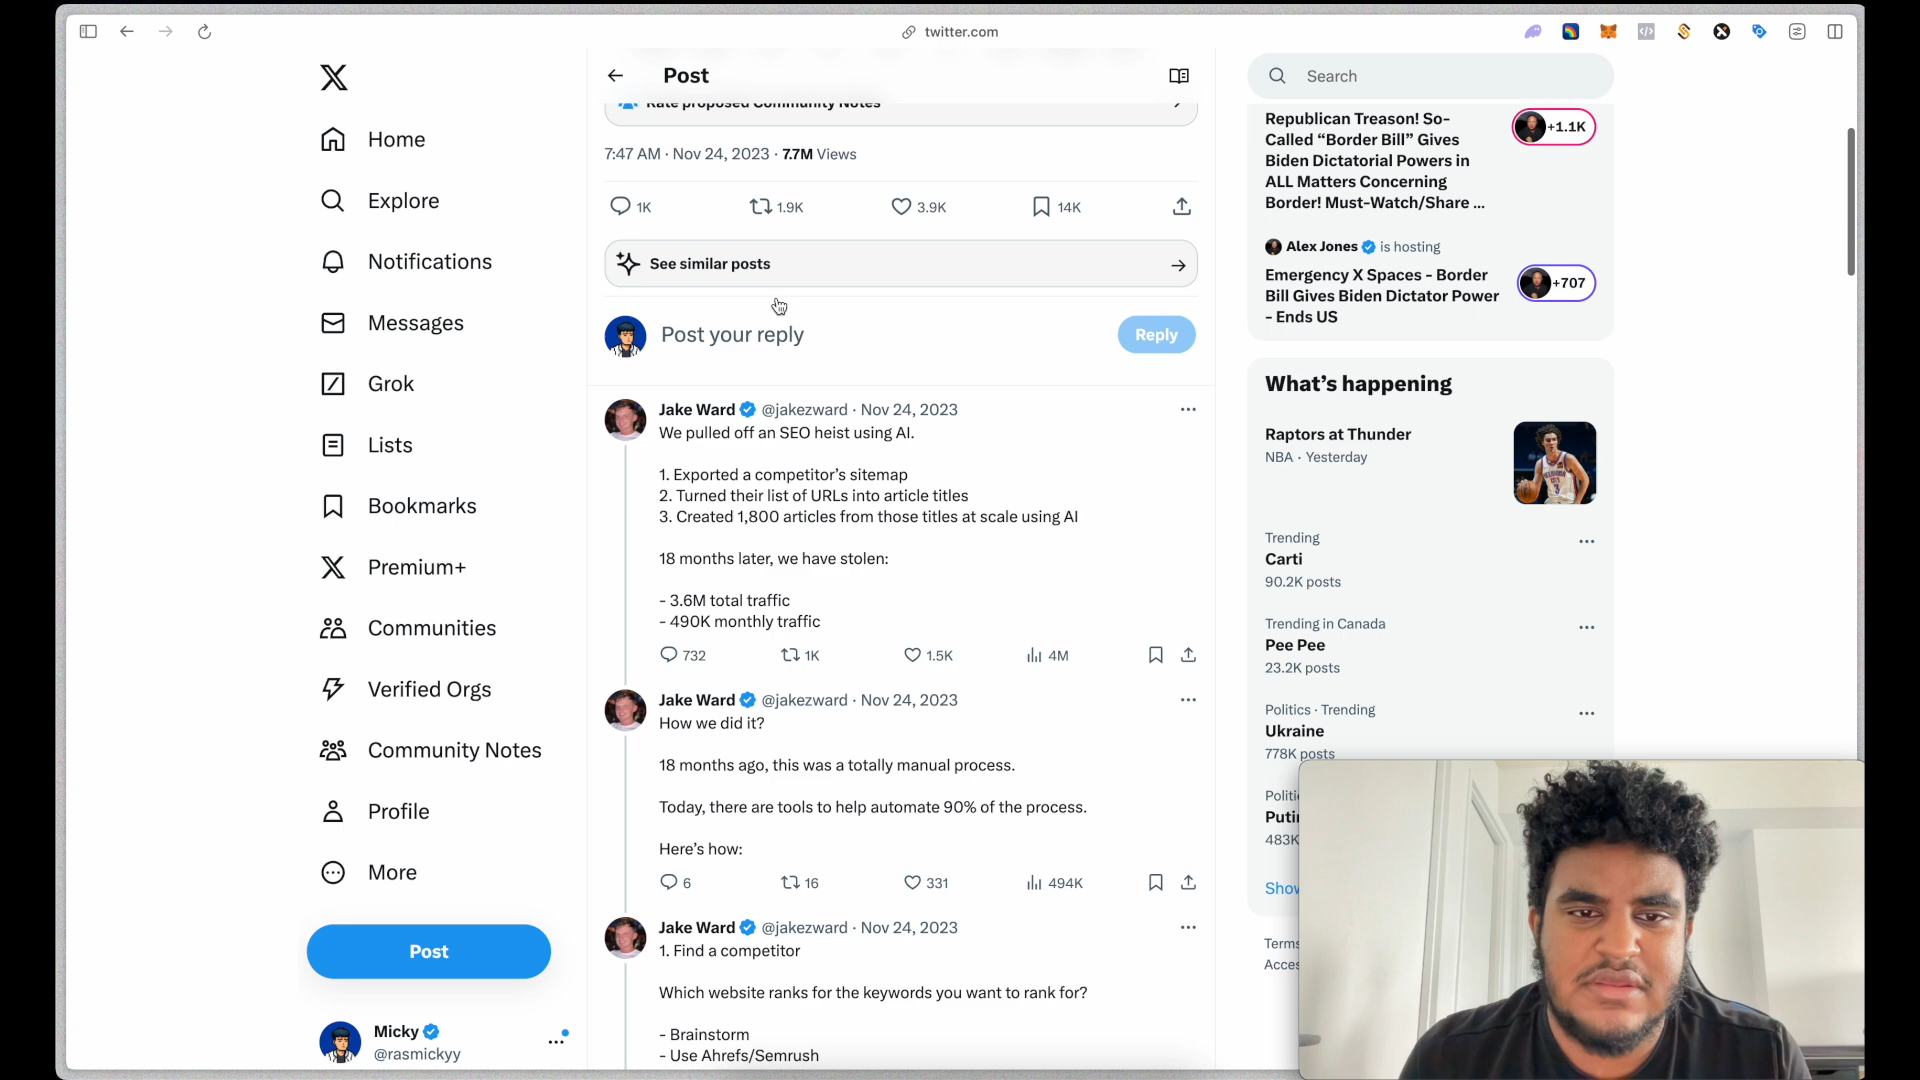 twitter.com
Home
Explore
Notifications
Messages
Grok
Lists
Bookmarks
Premium+
Communities
Verified Orgs
Community Notes
Profile
More
Post
Micky
@rasmickyy
Post
Rate proposed Community Notes
7:47 AM · Nov 24, 2023 · 7.7M Views
1K
1.9K
3.9K
14K
See similar posts
Post your reply
Reply
Jake Ward @jakezward · Nov 24, 2023
We pulled off an SEO heist using AI.
1. Exported a competitor's sitemap
2. Turned their list of URLs into article titles
3. Created 1,800 articles from those titles at scale using AI
18 months later, we have stolen:
- 3.6M total traffic
- 490K monthly traffic
732
1K
1.5K
4M
Jake Ward @jakezward · Nov 24, 2023
How we did it?
18 months ago, this was a totally manual process.
Today, there are tools to help automate 90% of the process.
Here's how:
6
16
331
494K
Jake Ward @jakezward · Nov 24, 2023
1. Find a competitor
Which website ranks for the keywords you want to rank for?
- Brainstorm
- Use Ahrefs/Semrush
Search
Republican Treason! So-
Called “Border Bill” Gives
Biden Dictatorial Powers in
ALL Matters Concerning
Border! Must-Watch/Share ...
+1.1K
Alex Jones is hosting
Emergency X Spaces - Border
Bill Gives Biden Dictator Power
- Ends US
+707
What's happening
Raptors at Thunder
NBA · Yesterday
Trending
Carti
90.2K posts
Trending in Canada
Pee Pee
23.2K posts
Politics · Trending
Ukraine
778K posts
483K